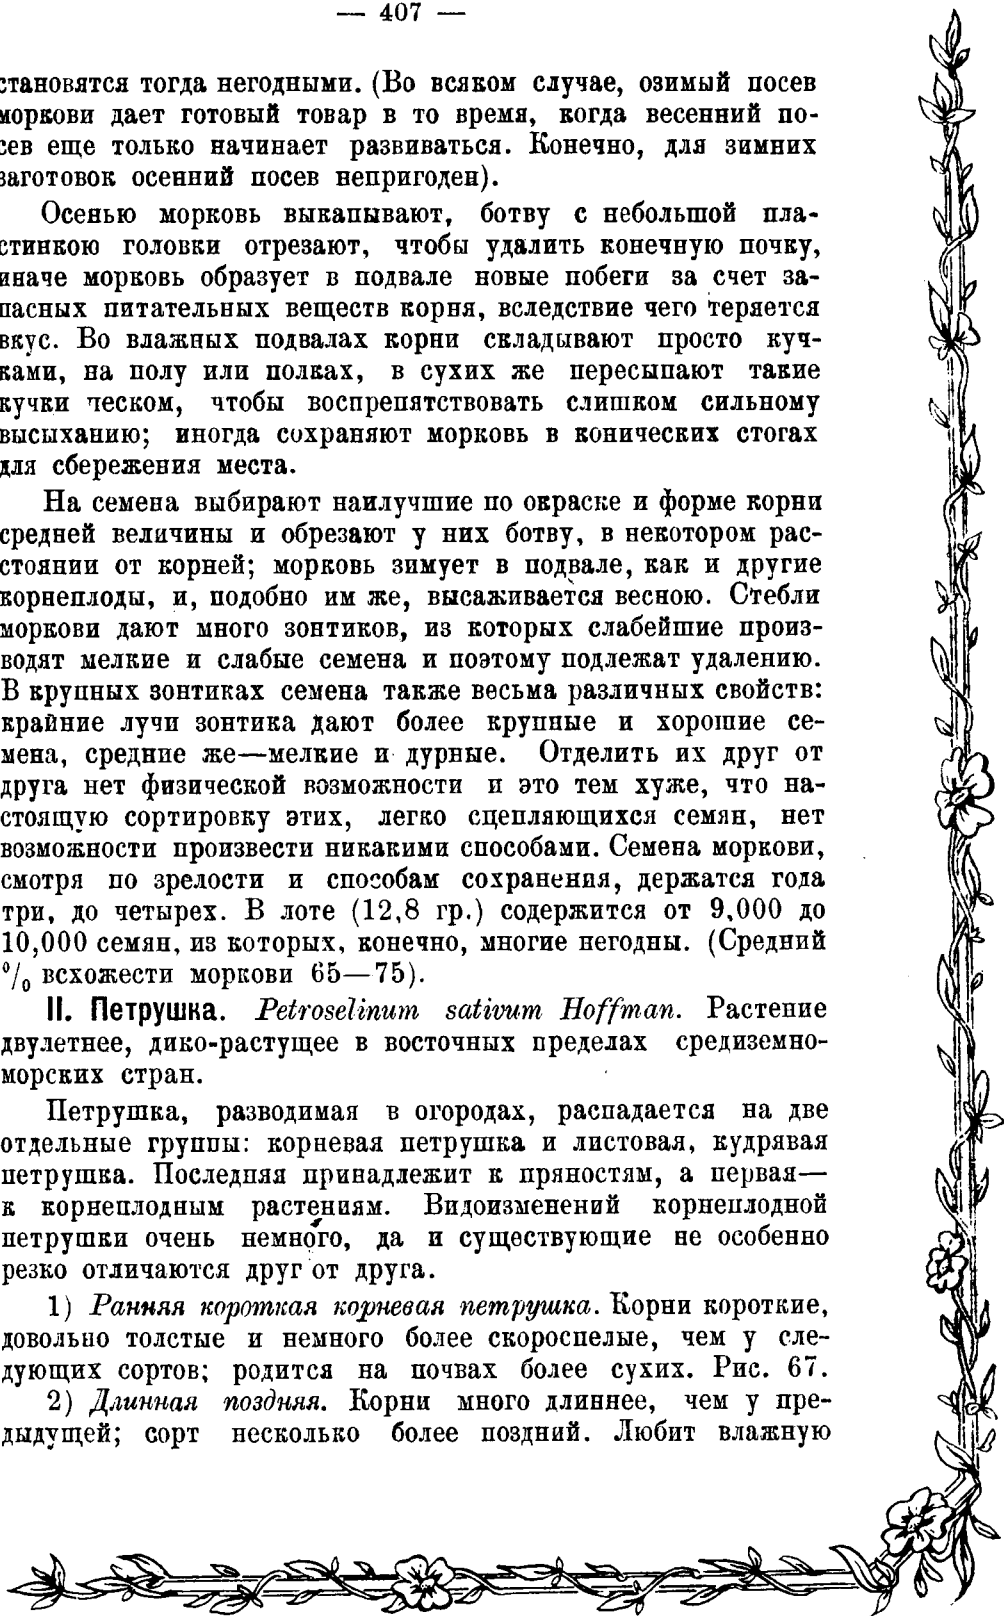 — 407 —
становятся тогда негодными. (Во всяком случае, озимый посев
моркови дает готовый товар в то время, когда весенний по-
сев еще только начинает развиваться. Конечно, для зимних
заготовок осенний посев непригоден).
Осенью морковь выкапывают, ботву с небольшой пла-
стинкою головки отрезают, чтобы удалить конечную почку,
иначе морковь образует в подвале новые побеги за счет за-
пасных питательных веществ корня, вследствие чего теряется
вкус. Во влажных подвалах корни складывают просто куч-
ками, на полу или полках, в сухих же пересыпают такие
кучки песком, чтобы воспрепятствовать слишком сильному
высыханию; иногда сохраняют морковь в конических стогах
для сбережения места.
На семена выбирают наилучшие по окраске и форме корни
средней величины и обрезают у них ботву, в некотором рас-
стоянии от корней; морковь зимует в подвале, как и другие
корнеплоды, и, подобно им же, высаживается весною. Стебли
моркови дают много зонтиков, из которых слабейшие произ-
водят мелкие и слабые семена и поэтому подлежат удалению.
В крупных зонтиках семена также весьма различных свойств:
крайние лучи зонтика дают более крупные и хорошие се-
мена, средние же—мелкие и дурные. Отделить их друг от
друга нет физической возможности и это тем хуже, что на-
стоящую сортировку этих, легко сцепляющихся семян, нет
возможности произвести никакими способами. Семена моркови,
смотря по зрелости и способам сохранения, держатся года
три, до четырех. В лоте (12,8 гр.) содержится от 9,000 до
10,000 семян, из которых, конечно, многие негодны. (Средний
% всхожести моркови 65—75).
II. Петрушка. Petroselinum sativum Hoffman. Растение
двулетнее, дико-растущее в восточных пределах средиземно-
морских стран.
Петрушка, разводимая в огородах, распадается на две
отдельные группы: корневая петрушка и листовая, кудрявая
петрушка. Последняя принадлежит к пряностям, а первая—
к корнеплодным растениям. Видоизменений корнеплодной
петрушки очень немного, да и существующие не особенно
резко отличаются друг от друга.
1) Ранняя короткая корневая петрушка. Корни короткие,
довольно толстые и немного более скороспелые, чем у сле-
дующих сортов; родится на почвах более сухих. Рис. 67.
2) Длинная поздняя. Корни много длиннее, чем у пре-
дыдущей; сорт несколько более поздний. Любит влажную